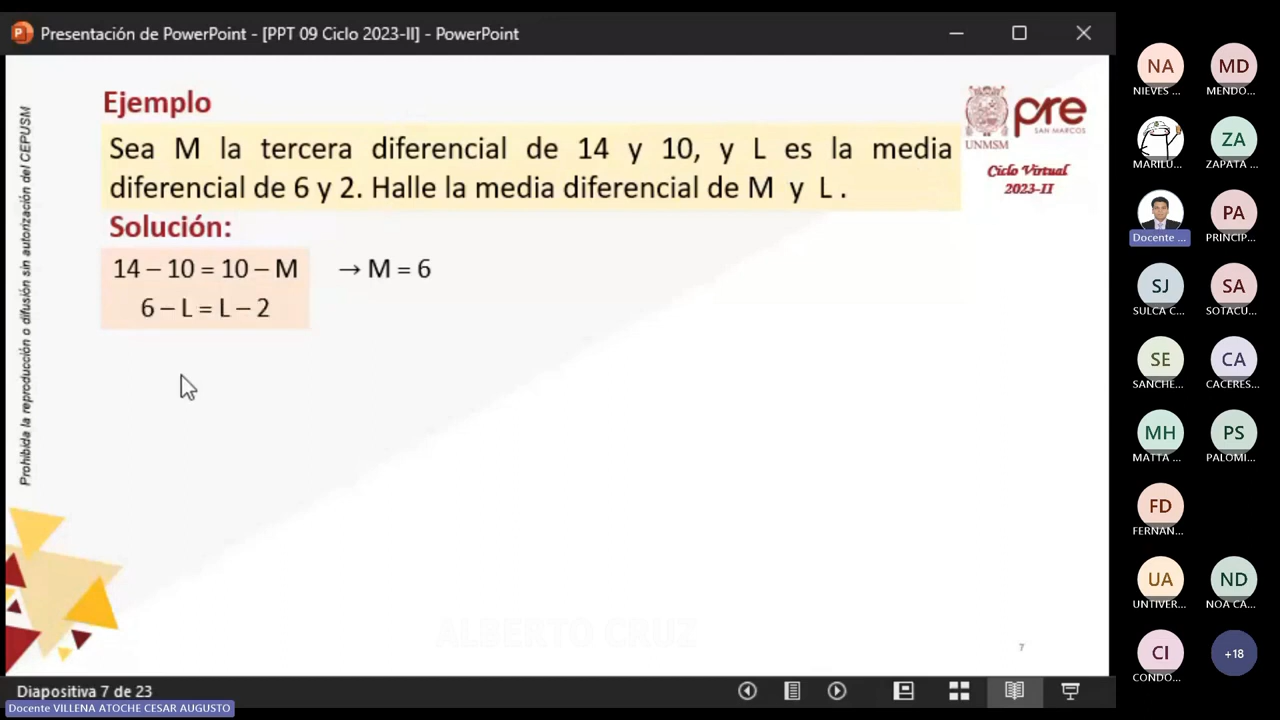 Presentación de PowerPoint - [PPT 09 Ciclo 2023-II] - PowerPoint
Prohibida la reproducción o difusión sin autorización del CEPUSM
Ejemplo
Sea M la tercera diferencial de 14 y 10, y L es la media
diferencial de 6 y 2. Halle la media diferencial de M y L .
Solución:
14 – 10 = 10 – M → M = 6
6 – L = L – 2
UNMSM
pre
SAN MARCOS
Ciclo Virtual
2023-II
ALBERTO CRUZ
7
Diapositiva 7 de 23
Docente VILLENA ATOCHE CESAR AUGUSTO
NA MD
NIEVES ... MENDO...
ZA
MARILÚ... ZAPATA ...
PA
Docente ... PRINCIP...
SJ SA
SULCA C... SOTACU...
SE CA
SANCHE... CACERES...
MH PS
MATTA ... PALOMI...
FD
FERNAN...
UA ND
UNTIVER... NOA CA...
CI +18
CONDO...